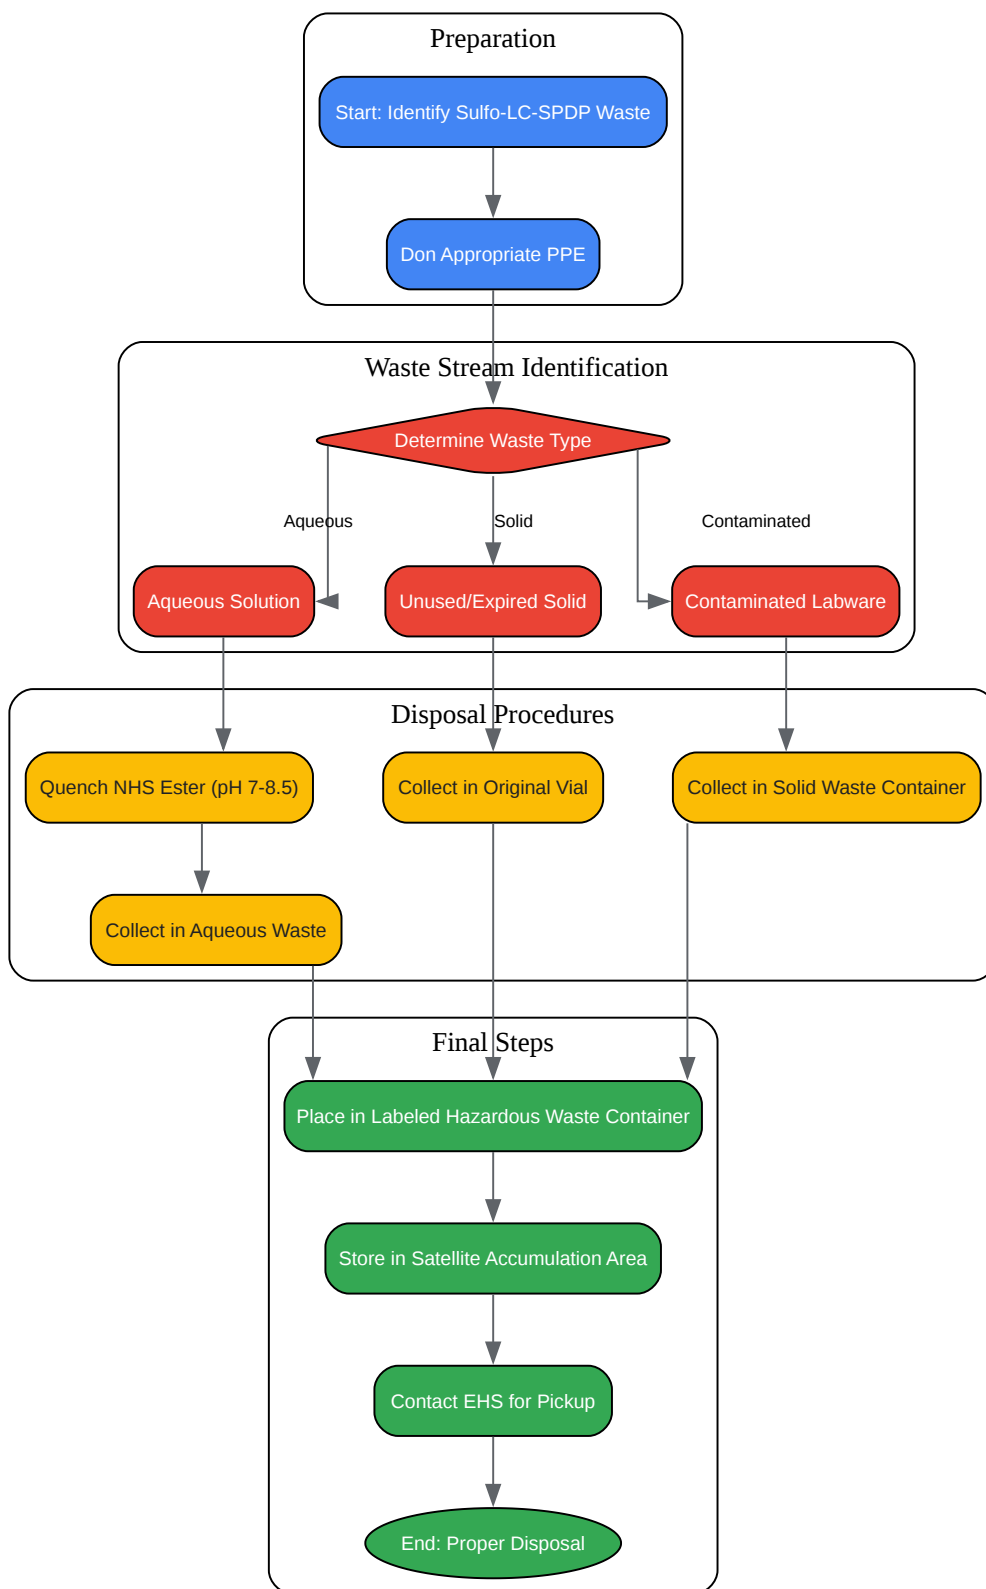 Preparation
Start: Identify Sulfo-LC-SPDP Waste
Don Appropriate PPE
Waste Stream Identification
Determine Waste Type
Aqueous
Solid
Contaminated
Aqueous Solution
Unused/Expired Solid
Contaminated Labware
Disposal Procedures
Quench NHS Ester (pH 7-8.5)
Collect in Original Vial
Collect in Solid Waste Container
Collect in Aqueous Waste
Final Steps
Place in Labeled Hazardous Waste Container
Store in Satellite Accumulation Area
Contact EHS for Pickup
End: Proper Disposal